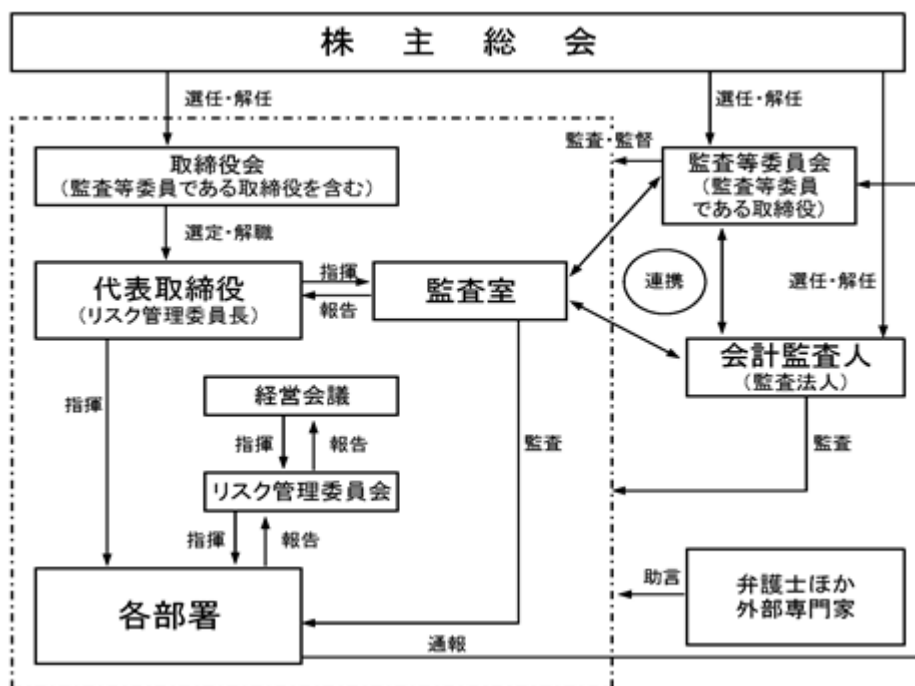 株主総会
選任・解任
選任・解任
監査・監督
取締役会
(監査等委員である取締役を含む)
監査等委員会
(監査等委員
である取締役)
選定・解職
代表取締役
(リスク管理委員長)
指揮
報告
監査室
連携
選任・解任
会計監査人
(監査法人)
経営会議
指揮
指揮
報告
監査
監査
リスク管理委員会
指揮
報告
各部署
助言
弁護士ほか
外部専門家
通報